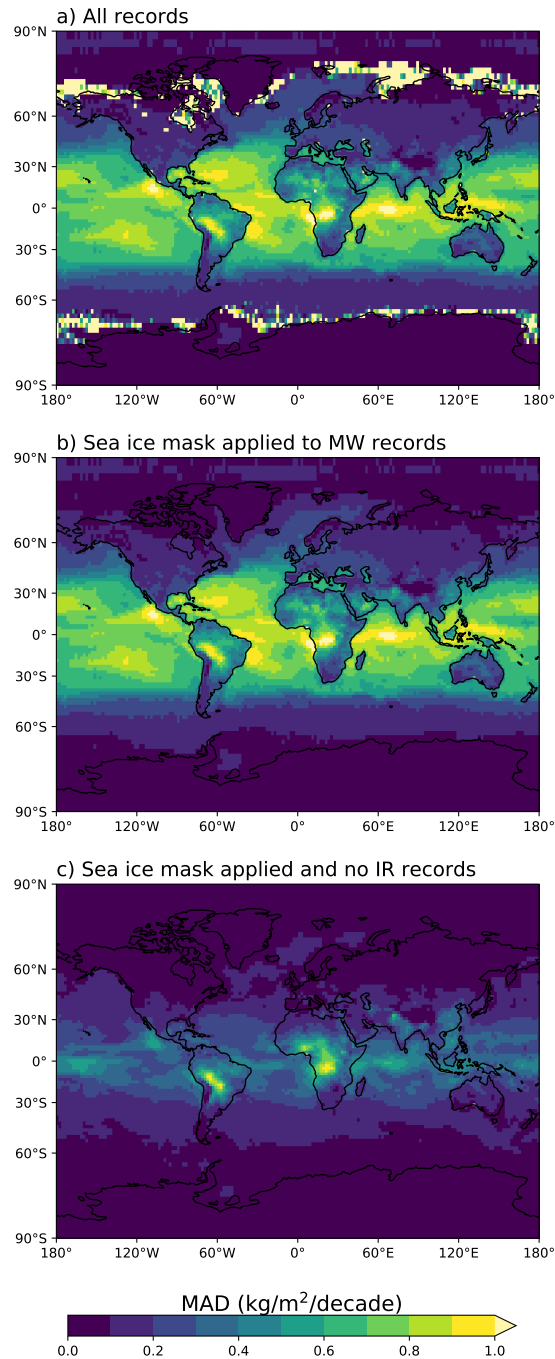 a) All records
90°N
60°N
30°N
0°
30°S
60°S
90°S
180° 120°W 60°W 0° 60°E 120°E 180°
b) Sea ice mask applied to MW records
90°N
60°N
30°N
0°
30°S
60°S
90°S
180° 120°W 60°W 0° 60°E 120°E 180°
c) Sea ice mask applied and no IR records
90°N
60°N
30°N
0°
30°S
60°S
90°S
180° 120°W 60°W 0° 60°E 120°E 180°
MAD (kg/m²/decade)
0.0 0.2 0.4 0.6 0.8 1.0